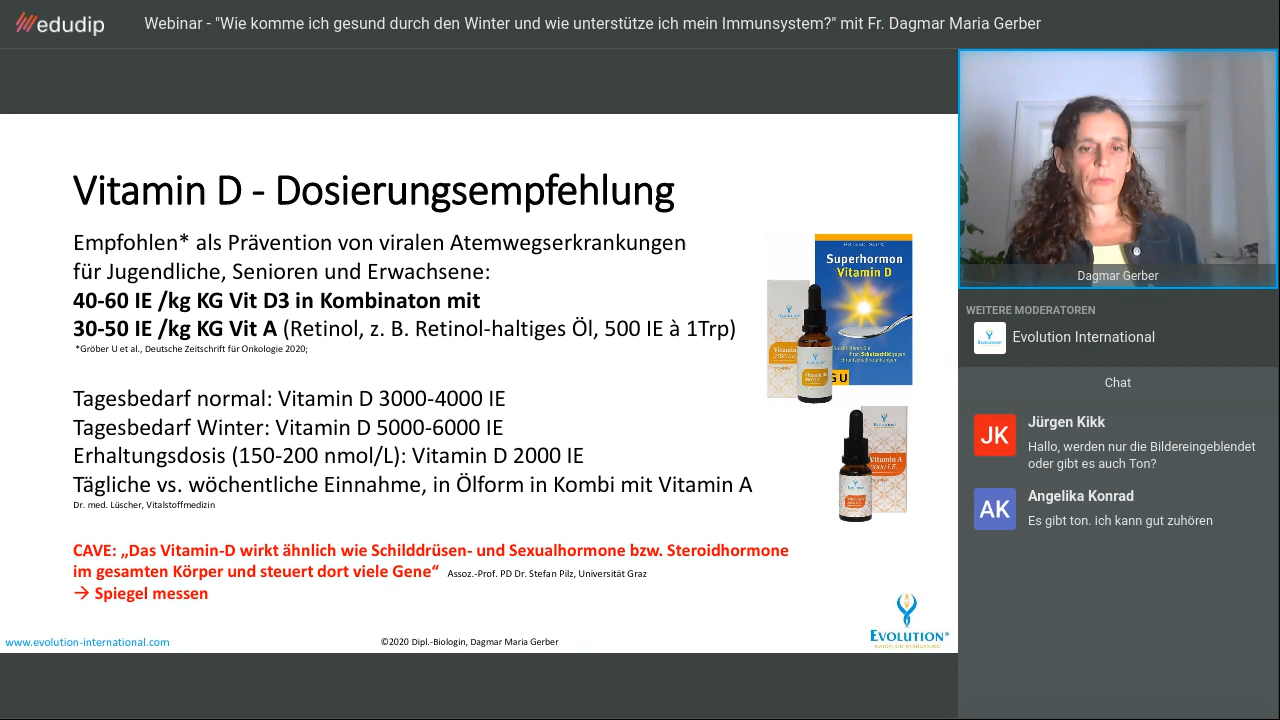 edudip
Webinar - "Wie komme ich gesund durch den Winter und wie unterstütze ich mein Immunsystem?" mit Fr. Dagmar Maria Gerber
Vitamin D - Dosierungsempfehlung
Empfohlen* als Prävention von viralen Atemwegserkrankungen
für Jugendliche, Senioren und Erwachsene:
40-60 IE /kg KG Vit D3 in Kombinaton mit
30-50 IE /kg KG Vit A (Retinol, z. B. Retinol-haltiges Öl, 500 IE à 1Trp)
*Gröber U et al., Deutsche Zeitschrift für Onkologie 2020;
Tagesbedarf normal: Vitamin D 3000-4000 IE
Tagesbedarf Winter: Vitamin D 5000-6000 IE
Erhaltungsdosis (150-200 nmol/L): Vitamin D 2000 IE
Tägliche vs. wöchentliche Einnahme, in Ölform in Kombi mit Vitamin A
Dr. med. Lüscher, Vitalstoffmedizin
CAVE: „Das Vitamin-D wirkt ähnlich wie Schilddrüsen- und Sexualhormone bzw. Steroidhormone
im gesamten Körper und steuert dort viele Gene“ Assoz.-Prof. PD Dr. Stefan Pilz, Universität Graz
→ Spiegel messen
Superhormon
Vitamin D
GU
Vitamin A
www.evolution-international.com
©2020 Dipl.-Biologin, Dagmar Maria Gerber
EVOLUTION®
Dagmar Gerber
WEITERE MODERATOREN
Evolution International
Chat
JK
Jürgen Kikk
Hallo, werden nur die Bildereingeblendet
oder gibt es auch Ton?
AK
Angelika Konrad
Es gibt ton. ich kann gut zuhören